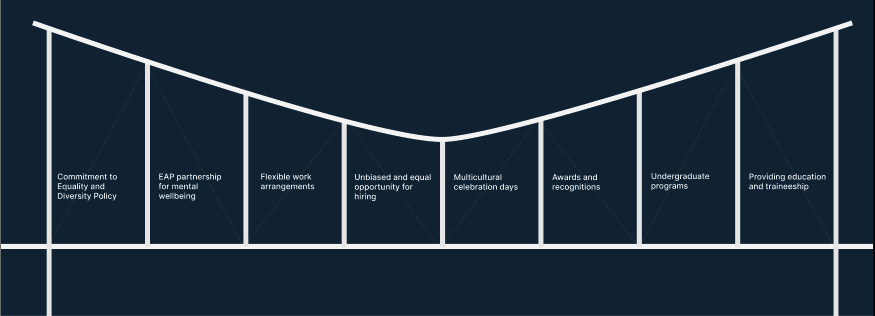 Commitment to
Equality and
Diversity Policy
EAP partnership
for mental
wellbeing
Flexible work
arrangements
Unbiased and equal
opportunity for
hiring
Multicultural
celebration days
Awards and
recognitions
Undergraduate
programs
Providing education
and traineeship